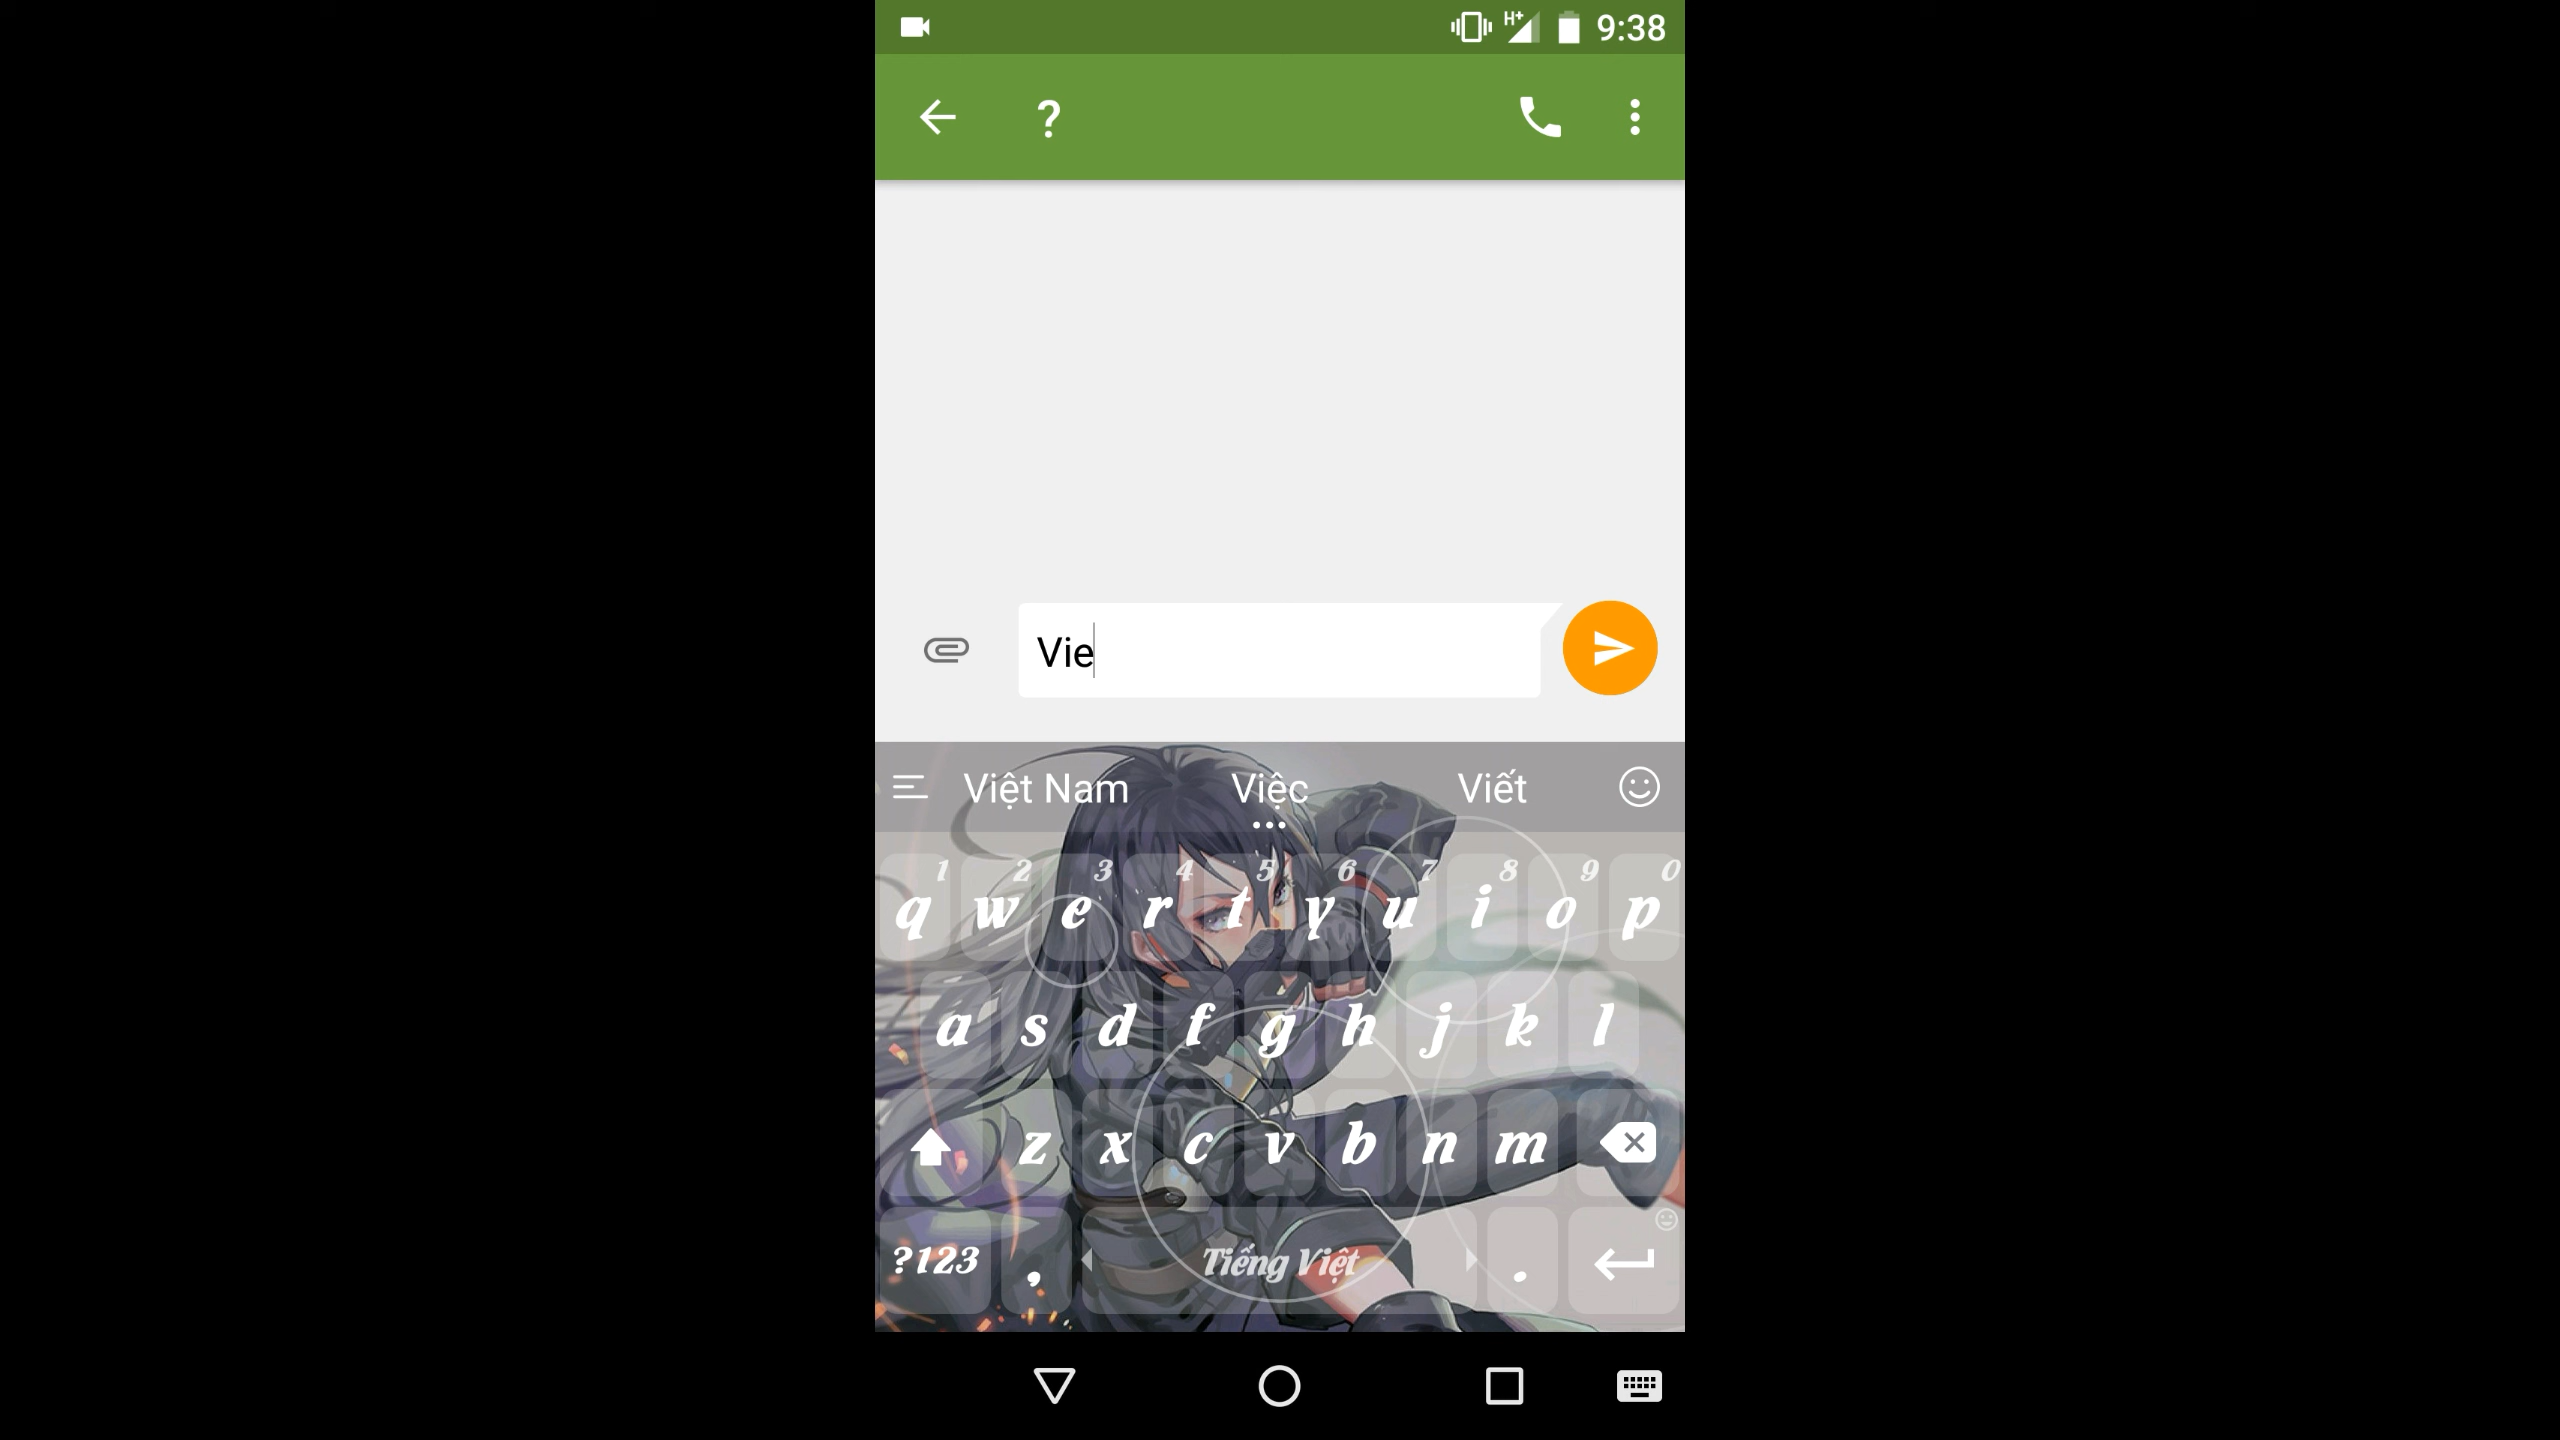 9:38
?
Vie
Việt Nam Việc Viết
1 2 3 4 5 6 7 8 9 0
q w e r t y u i o p
a s d f g h j k l
z x c v b n m
?123 , Tiếng Việt .